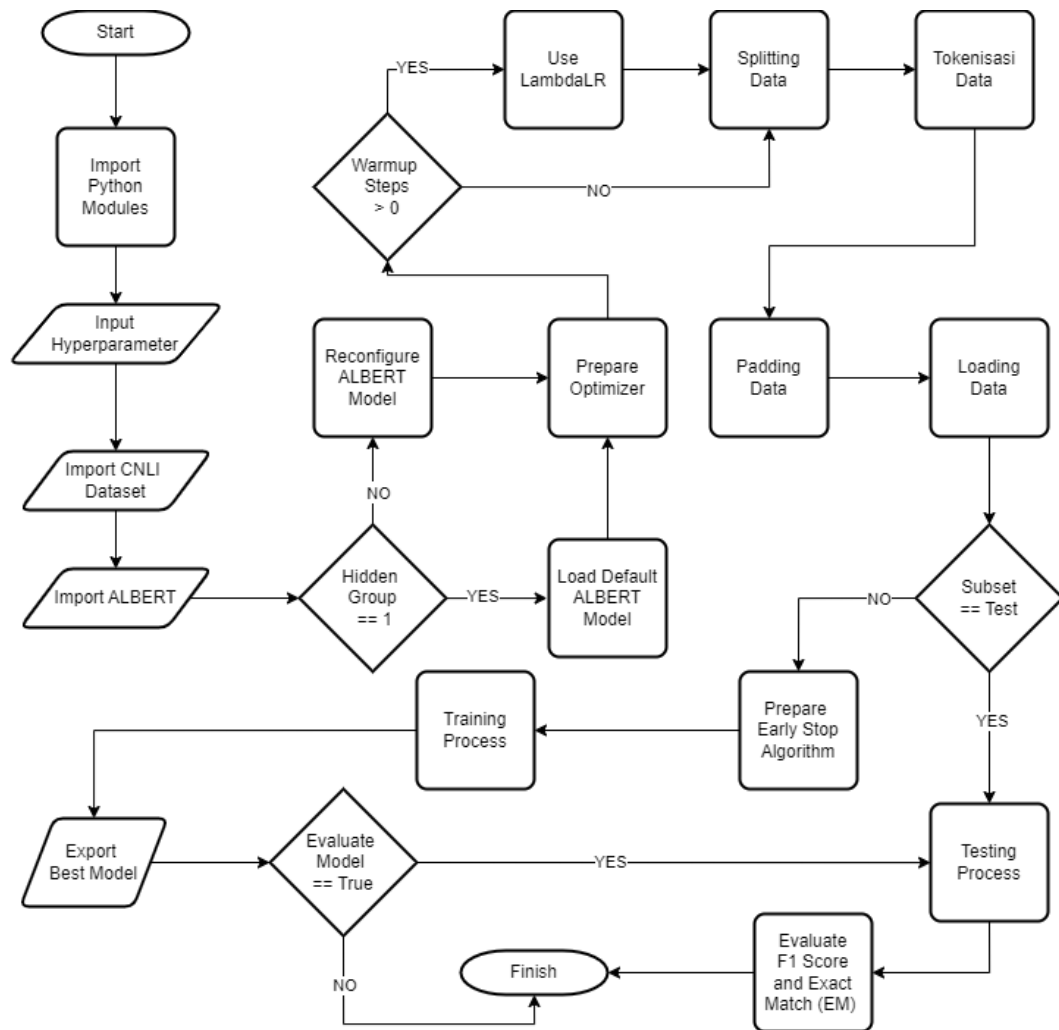 Start
Import
Python
Modules
Input
Hyperparameter
Import CNLI
Dataset
Import ALBERT
Hidden
Group
== 1
NO
Reconfigure
ALBERT
Model
YES
Load Default
ALBERT
Model
Prepare
Optimizer
Warmup
Steps
> 0
YES
Use
LambdaLR
NO
Splitting
Data
Tokenisasi
Data
Padding
Data
Loading
Data
Subset
== Test
NO
Prepare
Early Stop
Algorithm
Training
Process
Export
Best Model
Evaluate
Model
== True
YES
NO
YES
Testing
Process
Evaluate
F1 Score
and Exact
Match (EM)
Finish